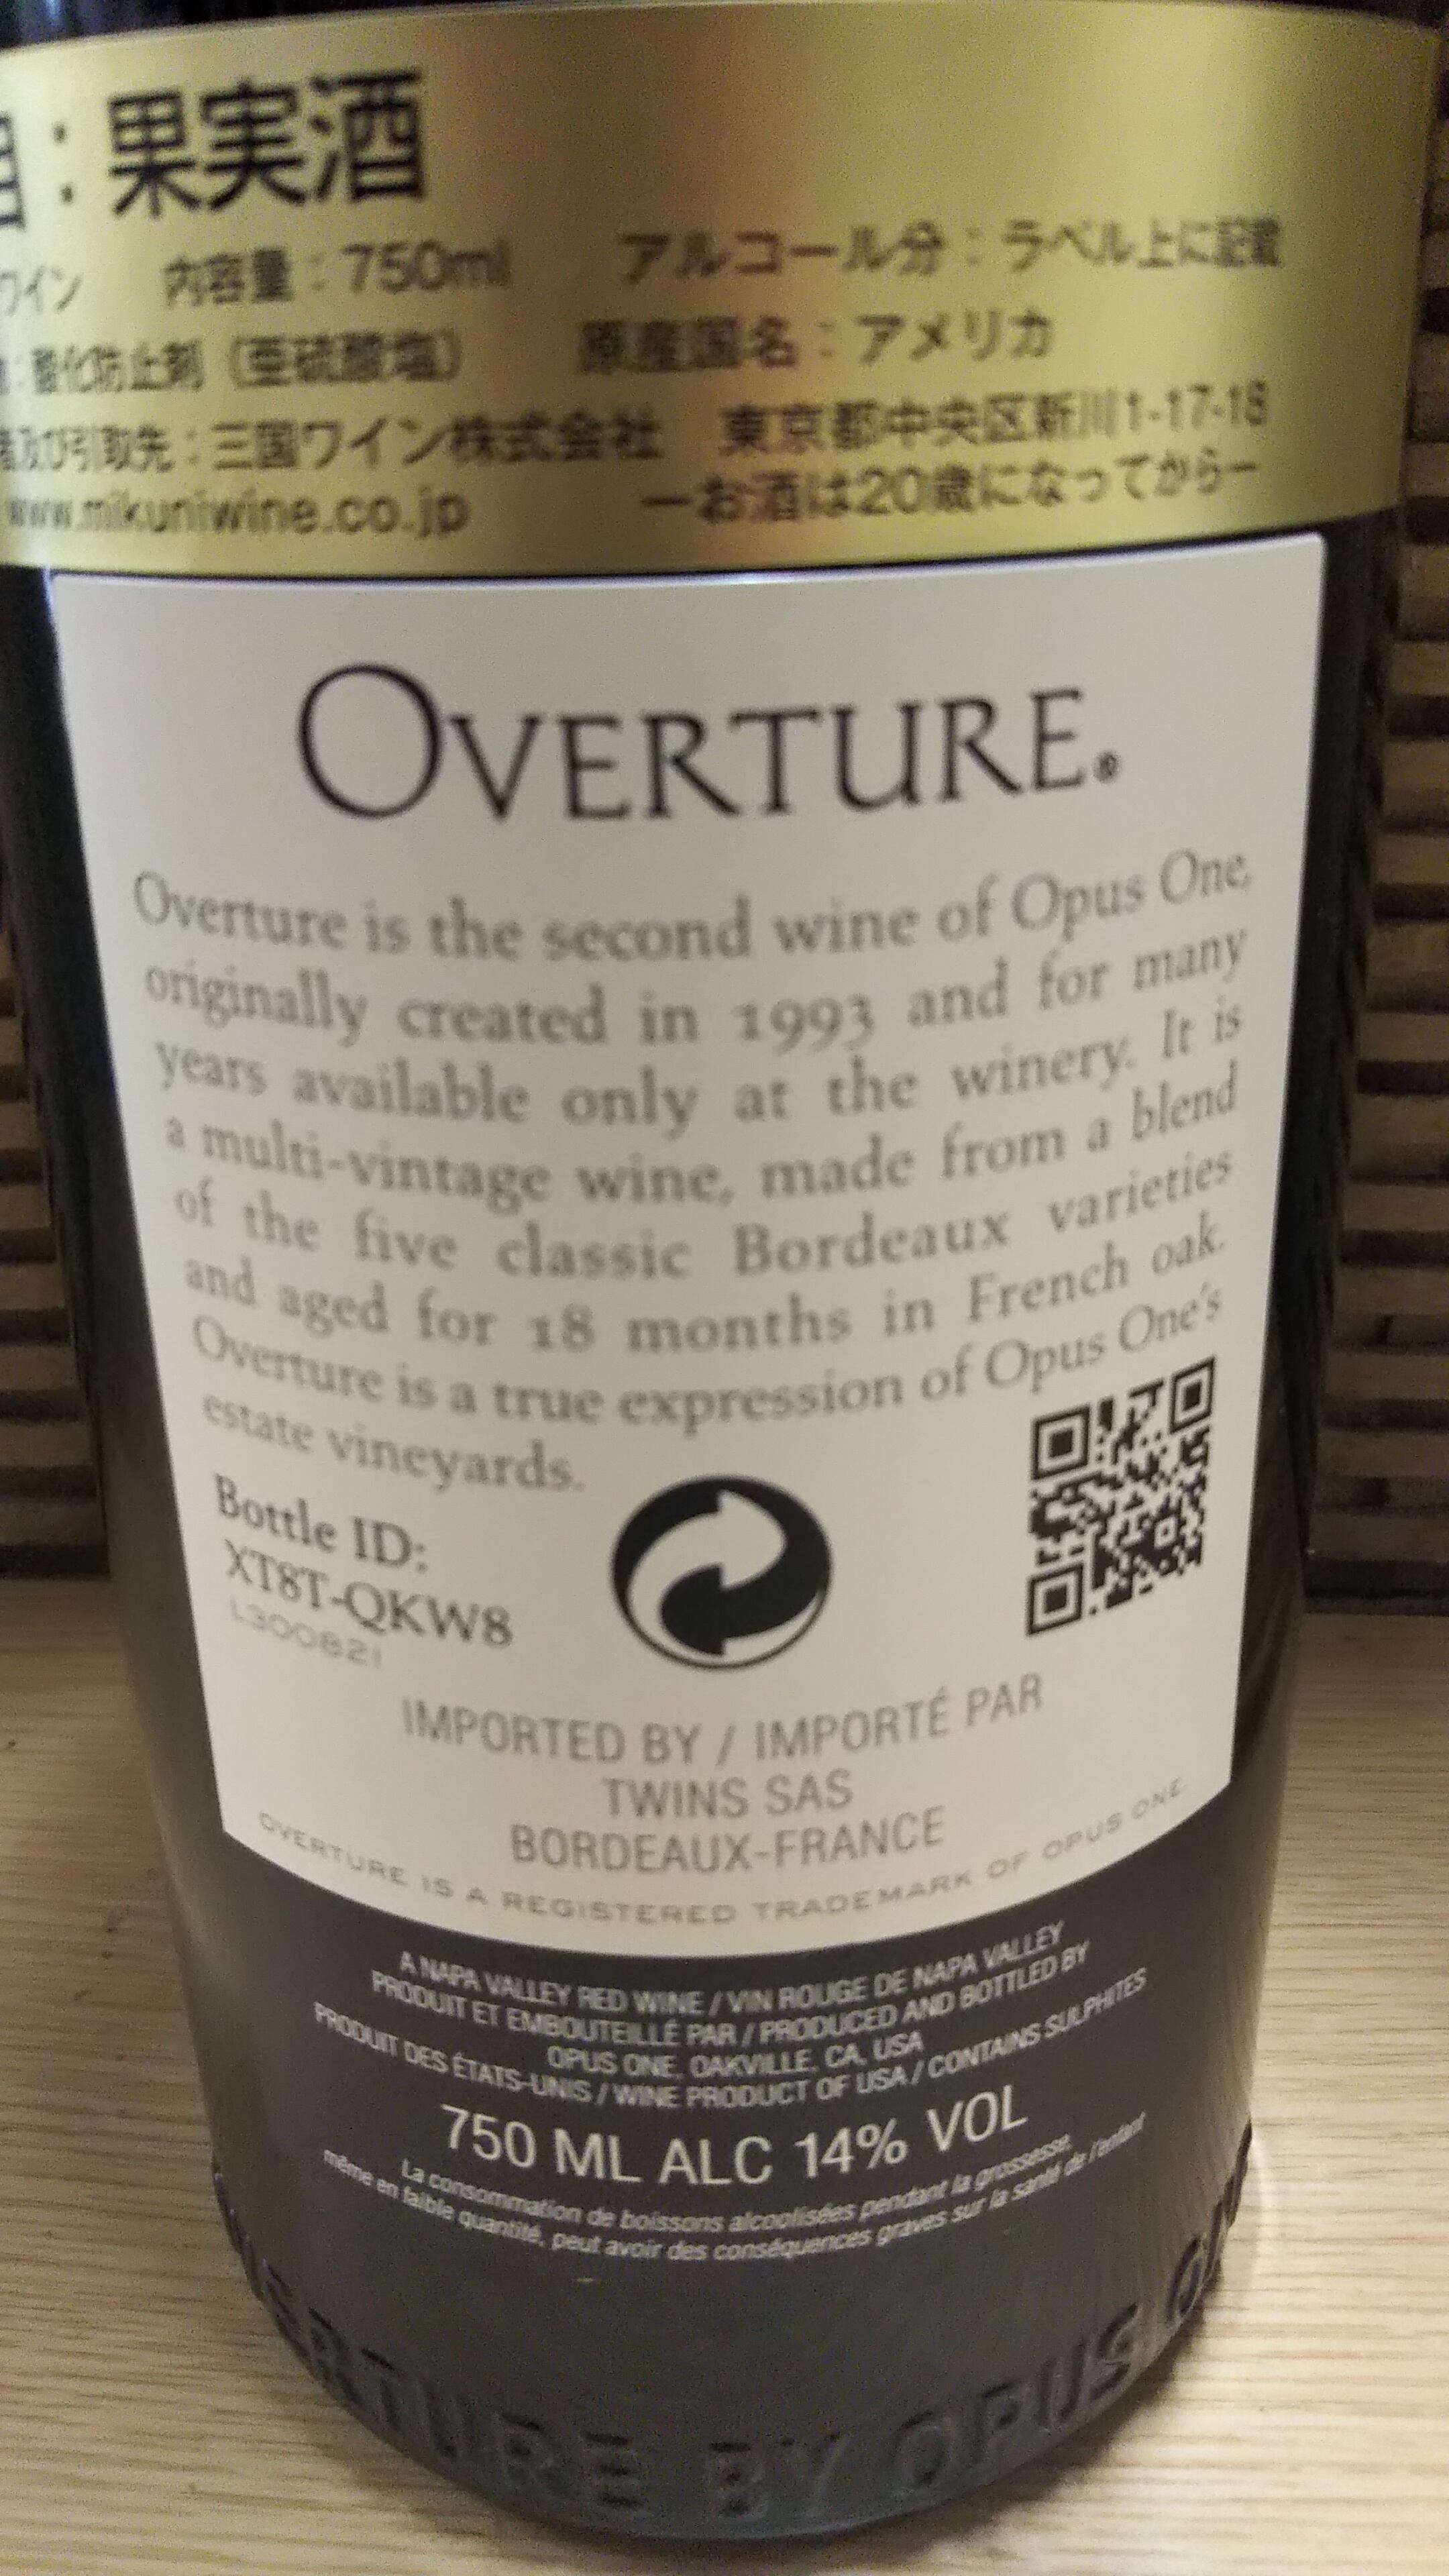 ：果実酒
ワイン 内容量：750ml アルコール分：ラベル上に記載
酸化防止剤（亜硫酸塩） 原産国名：アメリカ
及び引取先：三国ワイン株式会社 東京都中央区新川1-17-18
www.mikuniwine.co.jp ーお酒は20歳になってからー
OVERTURE®
Overture is the second wine of Opus One,
originally created in 1993 and for many
years available only at the winery. It is
a multi-vintage wine, made from a blend
of the five classic Bordeaux varieties
and aged for 18 months in French oak.
Overture is a true expression of Opus One's
estate vineyards.
Bottle ID:
XT8T-QKW8
L300821
IMPORTED BY / IMPORTÉ PAR
TWINS SAS
BORDEAUX-FRANCE
OVERTURE IS A REGISTERED TRADEMARK OF OPUS ONE.
A NAPA VALLEY RED WINE / VIN ROUGE DE NAPA VALLEY
PRODUIT ET EMBOUTEILLÉ PAR / PRODUCED AND BOTTLED BY
OPUS ONE, OAKVILLE, CA, USA
PRODUIT DES ÉTATS-UNIS / WINE PRODUCT OF USA / CONTAINS SULPHITES
750 ML ALC 14% VOL
La consommation de boissons alcoolisées pendant la grossesse,
même en faible quantité, peut avoir des conséquences graves sur la santé de l'enfant
ERTURE BY OPUS ON